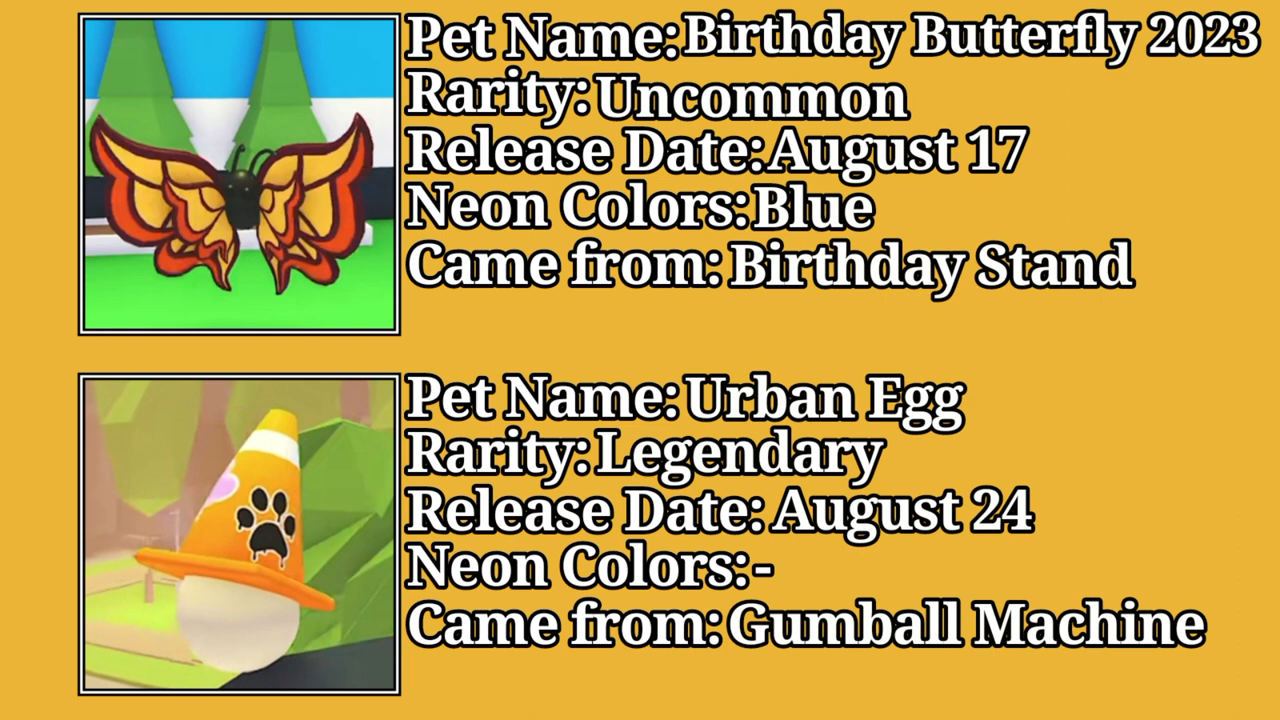 Pet Name: Birthday Butterfly 2023
Rarity: Uncommon
Release Date: August 17
Neon Colors: Blue
Came from: Birthday Stand
Pet Name: Urban Egg
Rarity: Legendary
Release Date: August 24
Neon Colors: -
Came from: Gumball Machine